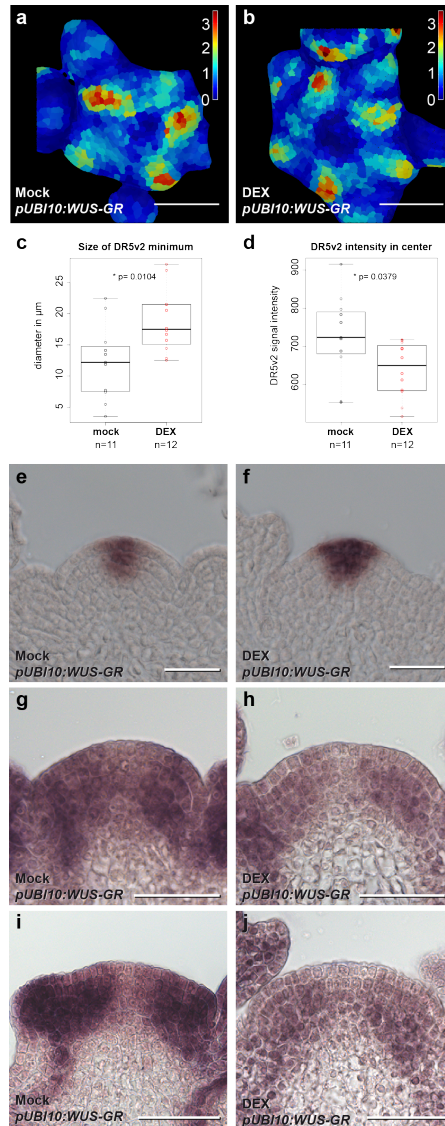 a
3
2
1
0
Mock
pUBI10:WUS-GR
b
3
2
1
0
DEX
pUBI10:WUS-GR
c
Size of DR5v2 minimum
* p= 0.0104
diameter in µm
25
20
15
10
5
mock
DEX
n=11
n=12
d
DR5v2 intensity in center
* p= 0.0379
DR5v2 signal intensity
900
800
700
600
mock
DEX
n=11
n=12
e
Mock
pUBI10:WUS-GR
f
DEX
pUBI10:WUS-GR
g
Mock
pUBI10:WUS-GR
h
DEX
pUBI10:WUS-GR
i
Mock
pUBI10:WUS-GR
j
DEX
pUBI10:WUS-GR